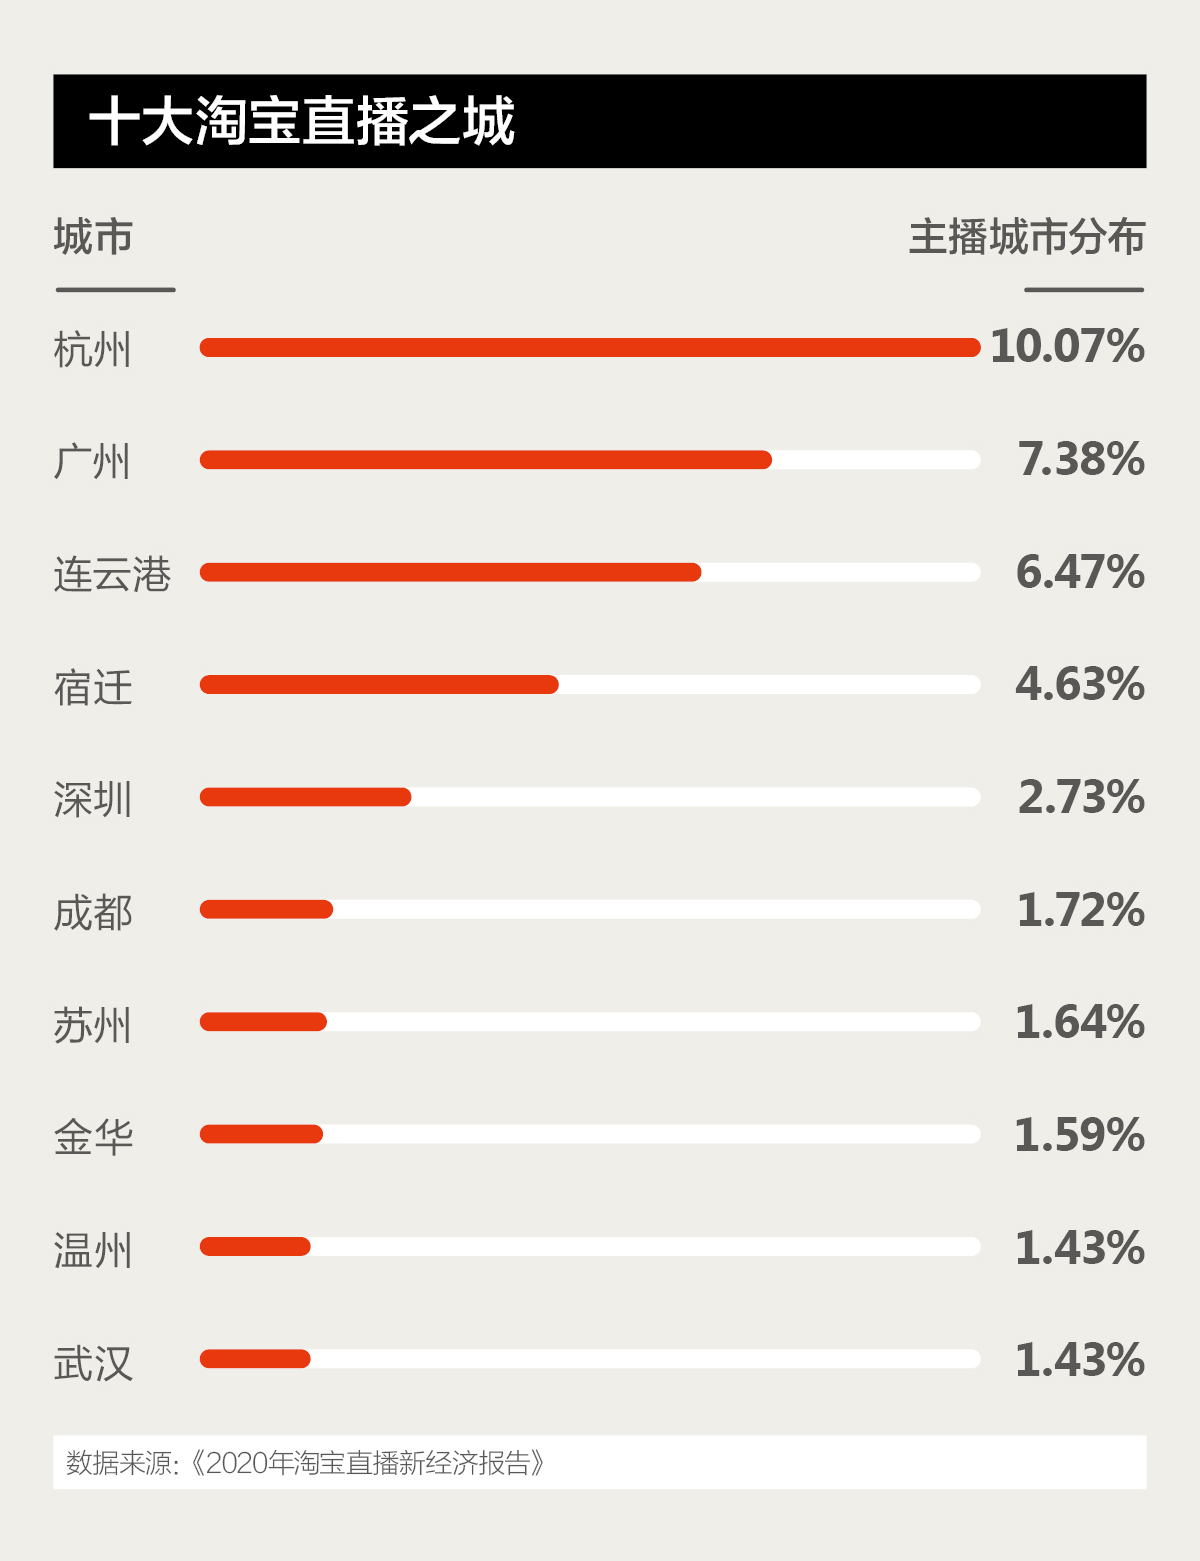 十大淘宝直播之城
城市 主播城市分布
杭州 10.07%
广州 7.38%
连云港 6.47%
宿迁 4.63%
深圳 2.73%
成都 1.72%
苏州 1.64%
金华 1.59%
温州 1.43%
武汉 1.43%
数据来源:《2020年淘宝直播新经济报告》